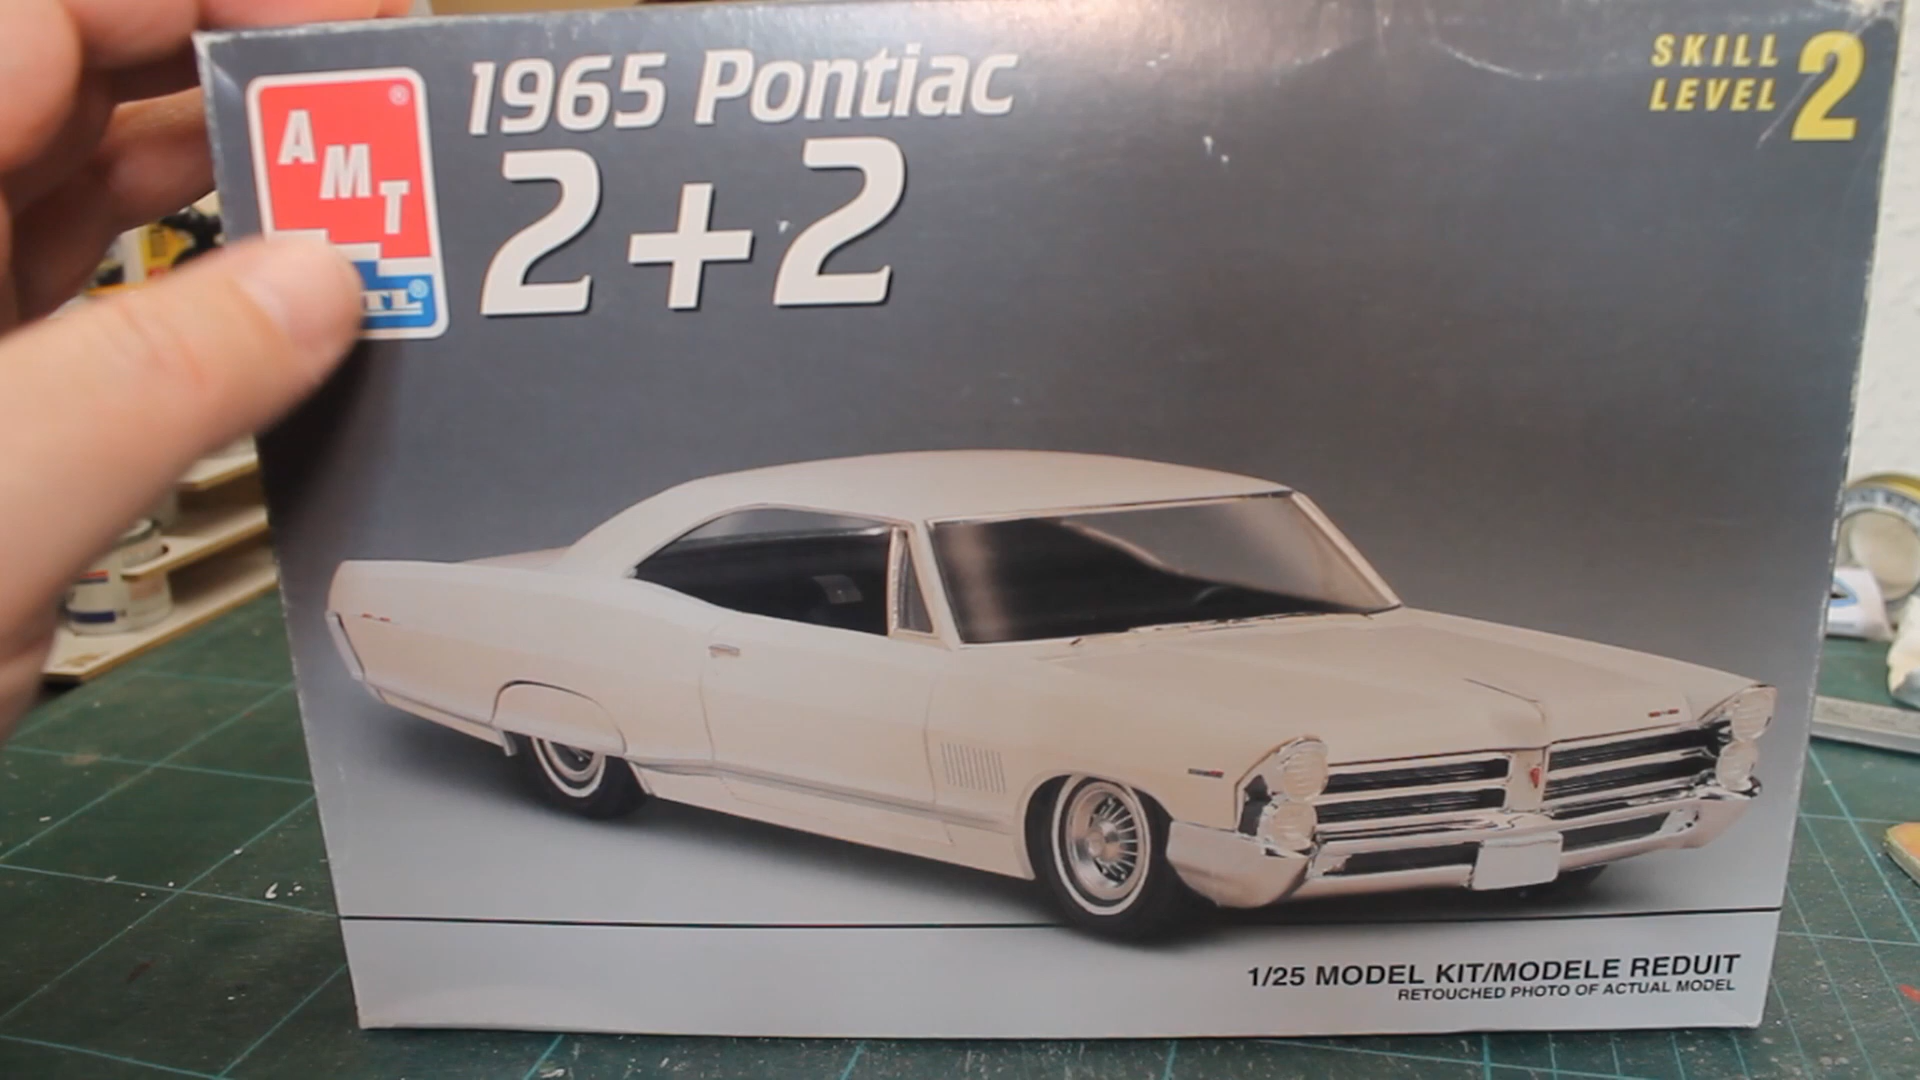 1965 Pontiac
2+2
SKILL
LEVEL 2
AMT
TL
1/25 MODEL KIT/MODELE REDUIT
RETOUCHED PHOTO OF ACTUAL MODEL